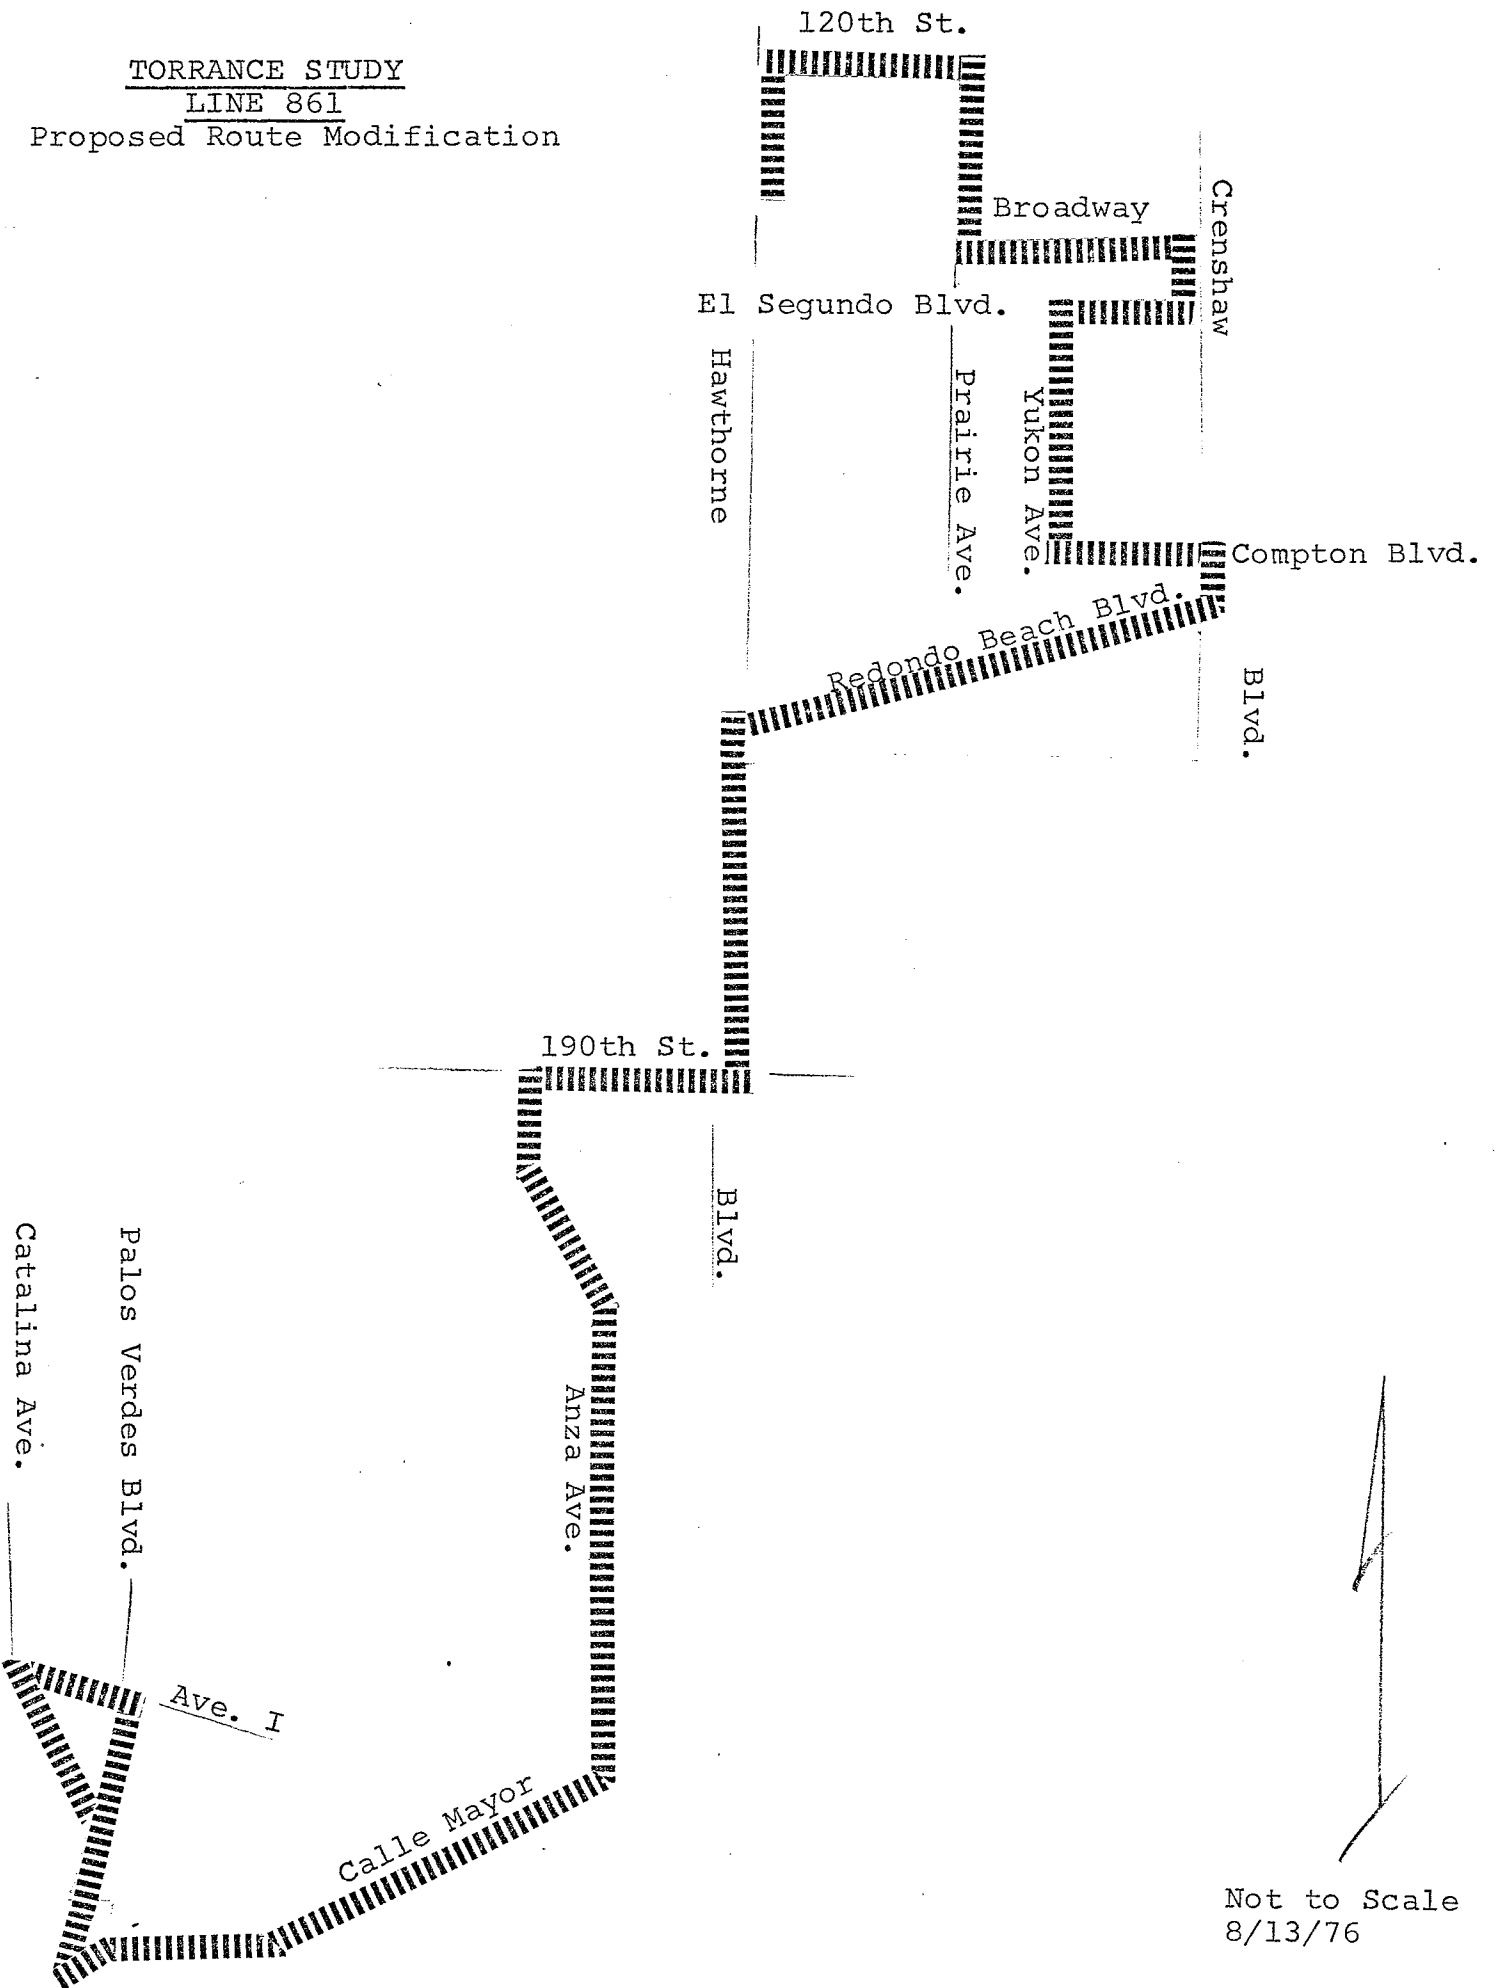 120th St.
TORRANCE STUDY
LINE 861
Proposed Route Modification
Broadway
Crenshaw
El Segundo Blvd.
Hawthorne
Prairie Ave.
Yukon Ave.
Compton Blvd.
Redondo Beach Blvd.
Blvd.
190th St.
Blvd.
Catalina Ave.
Palos Verdes Blvd.
Anza Ave.
Ave. I
Calle Mayor
Not to Scale
8/13/76